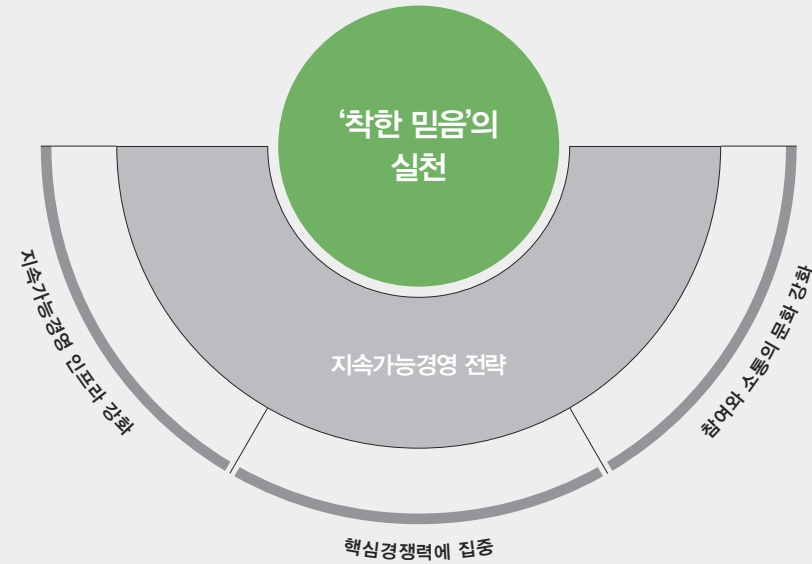 ‘착한 믿음’의
실천
지속가능경영 전략
지속가능경영 인프라 강화
핵심경쟁력에 집중
참여와 소통의 문화 강화